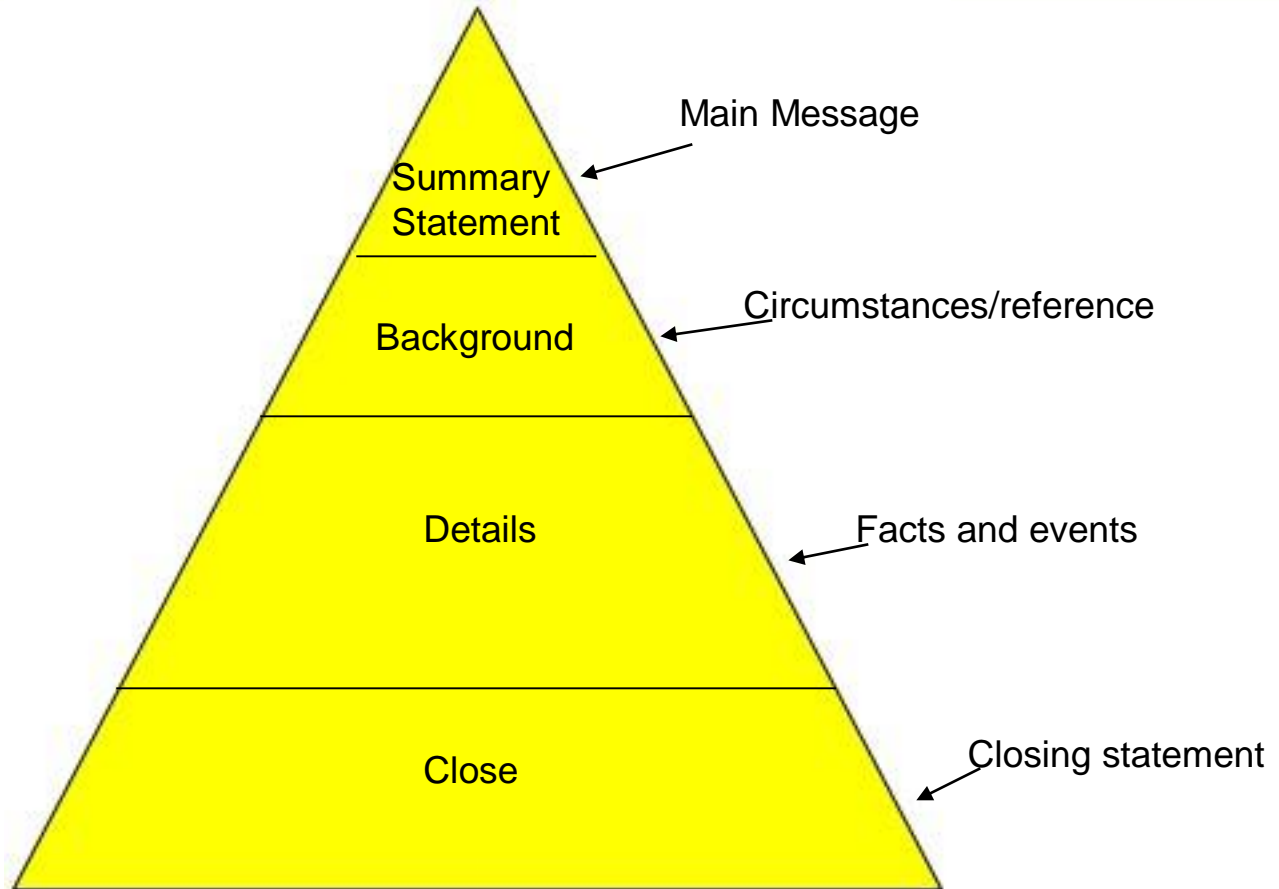 Main Message
Summary
Statement
Circumstances/reference
Background
Details
Facts and events
Closing statement
Close